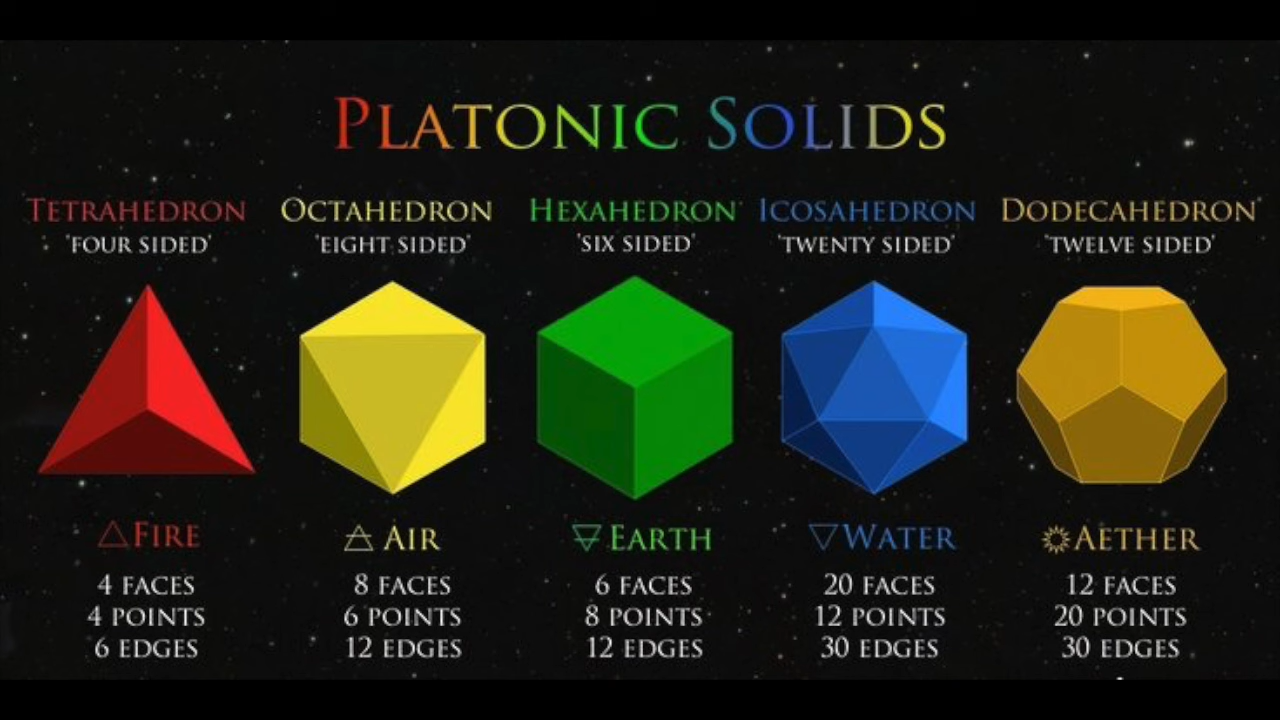 PLATONIC SOLIDS
TETRAHEDRON
"FOUR SIDED"
OCTAHEDRON
"EIGHT SIDED"
HEXAHEDRON
"SIX SIDED"
ICOSAHEDRON
"TWENTY SIDED"
DODECAHEDRON
"TWELVE SIDED"
FIRE
4 FACES
4 POINTS
6 EDGES
AIR
8 FACES
6 POINTS
12 EDGES
EARTH
6 FACES
8 POINTS
12 EDGES
WATER
20 FACES
12 POINTS
30 EDGES
AETHER
12 FACES
20 POINTS
30 EDGES